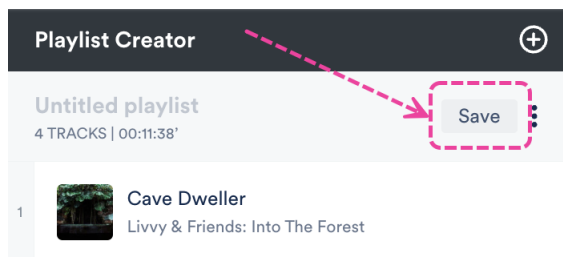 Playlist Creator
Untitled playlist
4 TRACKS | 00:11:38’
Save
1
Cave Dweller
Livvy & Friends: Into The Forest